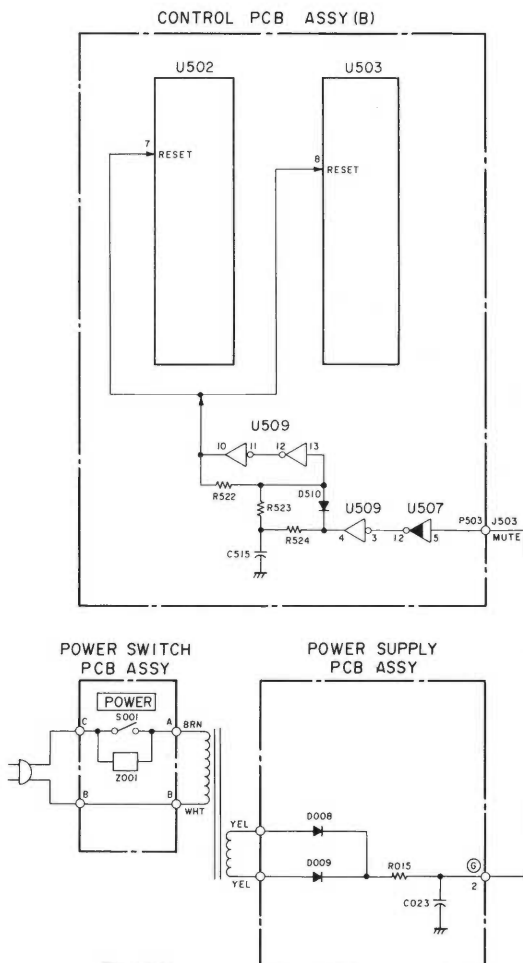 CONTROL PCB ASSY (B)
U502
U503
7
RESET
8
RESET
U509
10
11
12
13
R522
D510
R523
U509
U507
P503
J503
R524
4
3
12
5
MUTE
C515
POWER SWITCH
PCB ASSY
POWER SUPPLY
PCB ASSY
POWER
S001
C
A
BRN
Z001
B
B
WHT
YEL
D008
D009
R015
G
YEL
2
C023